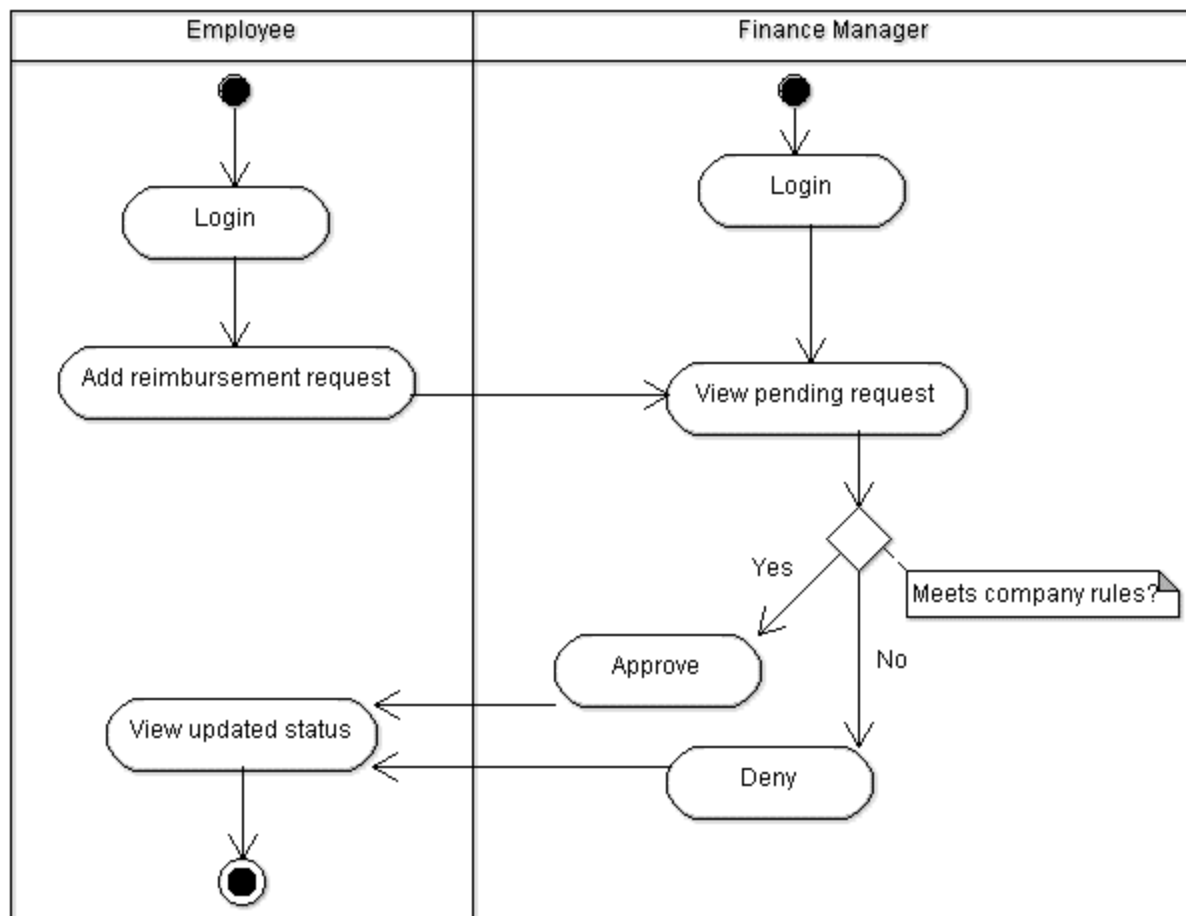 Employee
Finance Manager
Login
Login
Add reimbursement request
View pending request
Yes
Meets company rules?
No
Approve
View updated status
Deny